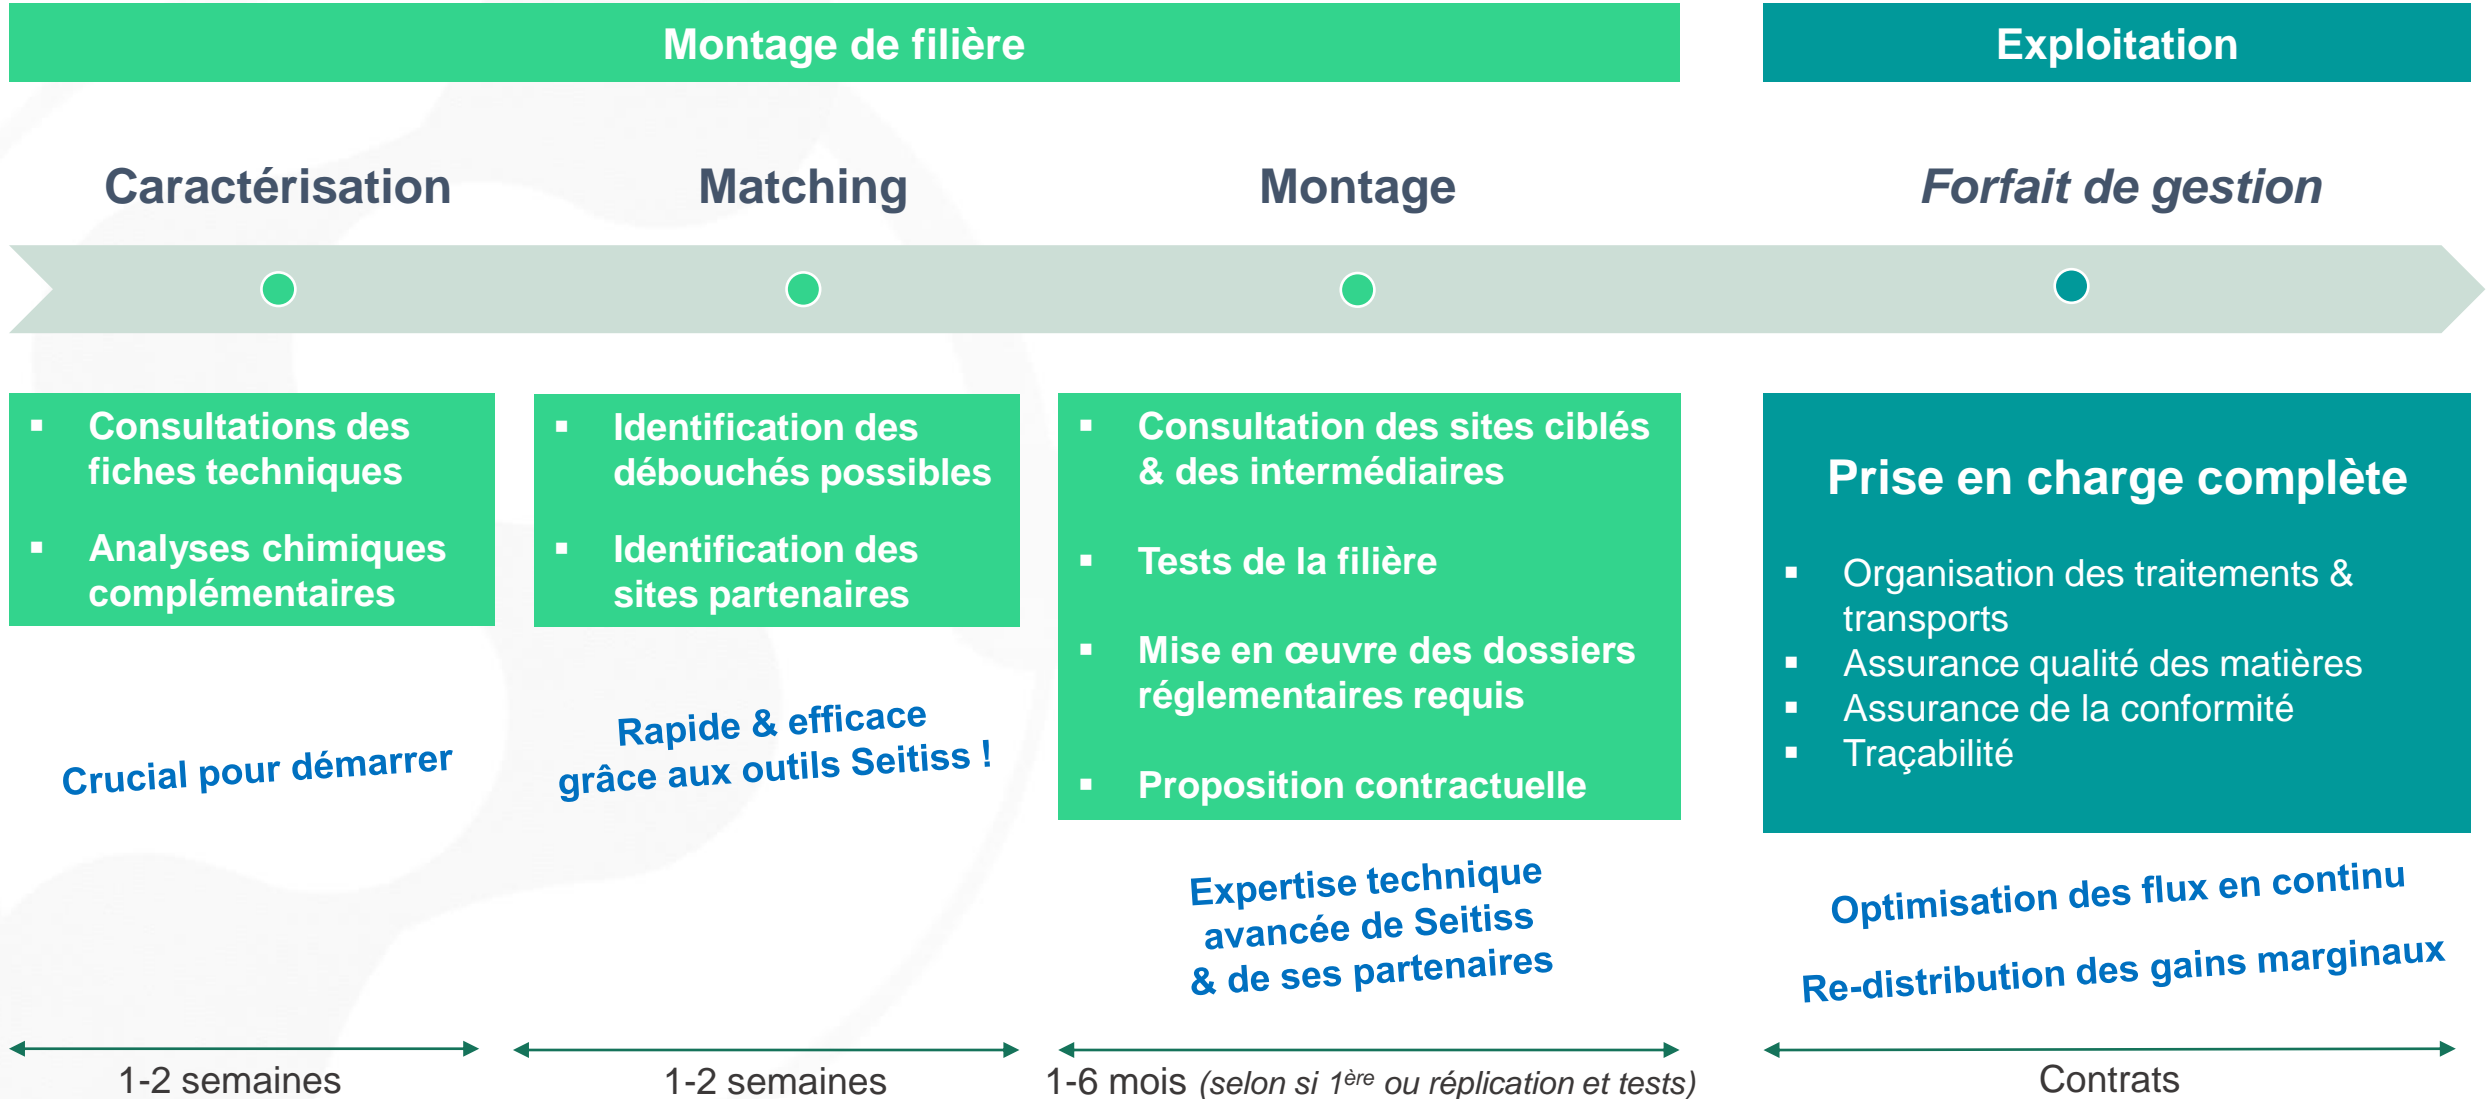 Montage de filière
Exploitation
Caractérisation
Matching
Montage
Forfait de gestion
▪ Consultations des
fiches techniques
▪ Analyses chimiques
complémentaires
▪ Identification des
débouchés possibles
▪ Identification des
sites partenaires
▪ Consultation des sites ciblés
& des intermédiaires
▪ Tests de la filière
▪ Mise en œuvre des dossiers
réglementaires requis
▪ Proposition contractuelle
Prise en charge complète
▪ Organisation des traitements &
transports
▪ Assurance qualité des matières
▪ Assurance de la conformité
▪ Traçabilité
Crucial pour démarrer
Rapide & efficace
grâce aux outils Seitiss !
Expertise technique
avancée de Seitiss
& de ses partenaires
Optimisation des flux en continu
Re-distribution des gains marginaux
1-2 semaines
1-2 semaines
1-6 mois (selon si 1ère ou réplication et tests)
Contrats